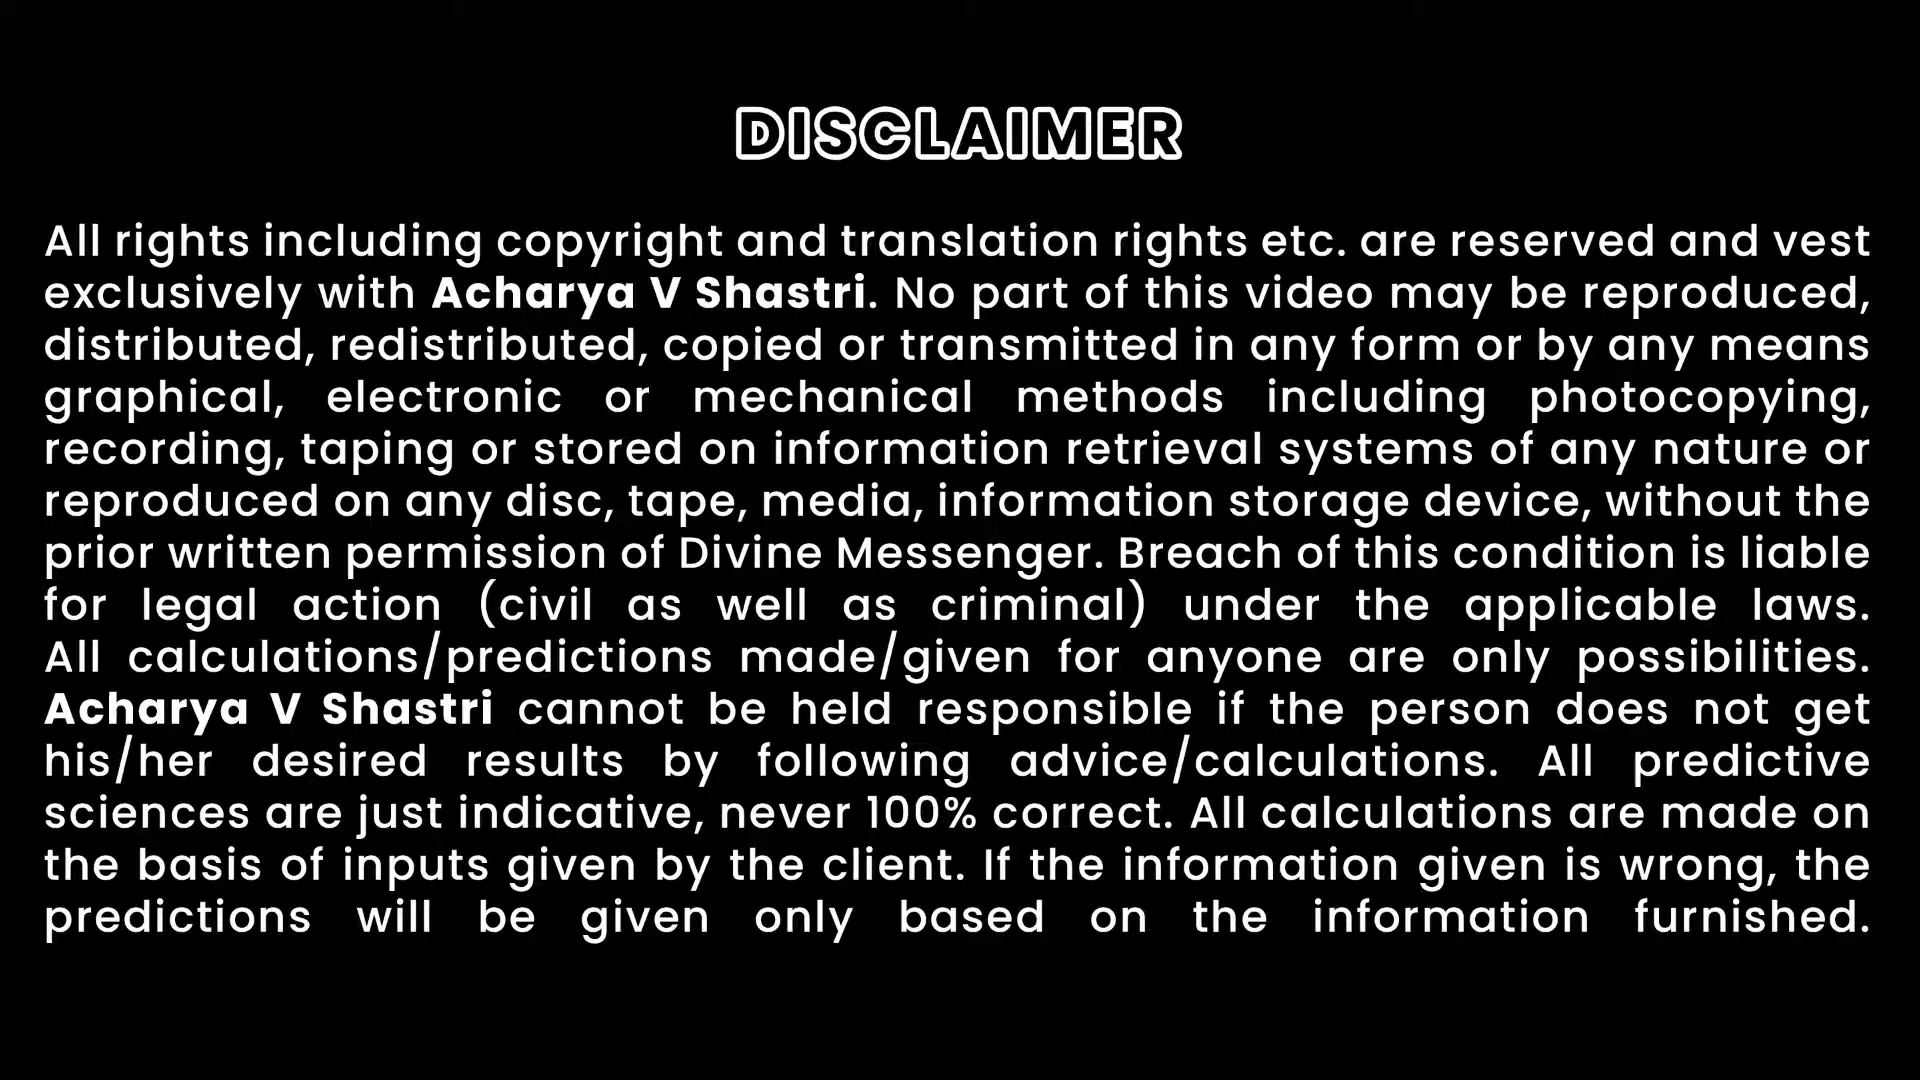 DISCLAIMER
All rights including copyright and translation rights etc. are reserved and vest
exclusively with Acharya V Shastri. No part of this video may be reproduced,
distributed, redistributed, copied or transmitted in any form or by any means
graphical, electronic or mechanical methods including photocopying,
recording, taping or stored on information retrieval systems of any nature or
reproduced on any disc, tape, media, information storage device, without the
prior written permission of Divine Messenger. Breach of this condition is liable
for legal action (civil as well as criminal) under the applicable laws.
All calculations/predictions made/given for anyone are only possibilities.
Acharya V Shastri cannot be held responsible if the person does not get
his/her desired results by following advice/calculations. All predictive
sciences are just indicative, never 100% correct. All calculations are made on
the basis of inputs given by the client. If the information given is wrong, the
predictions will be given only based on the information furnished.